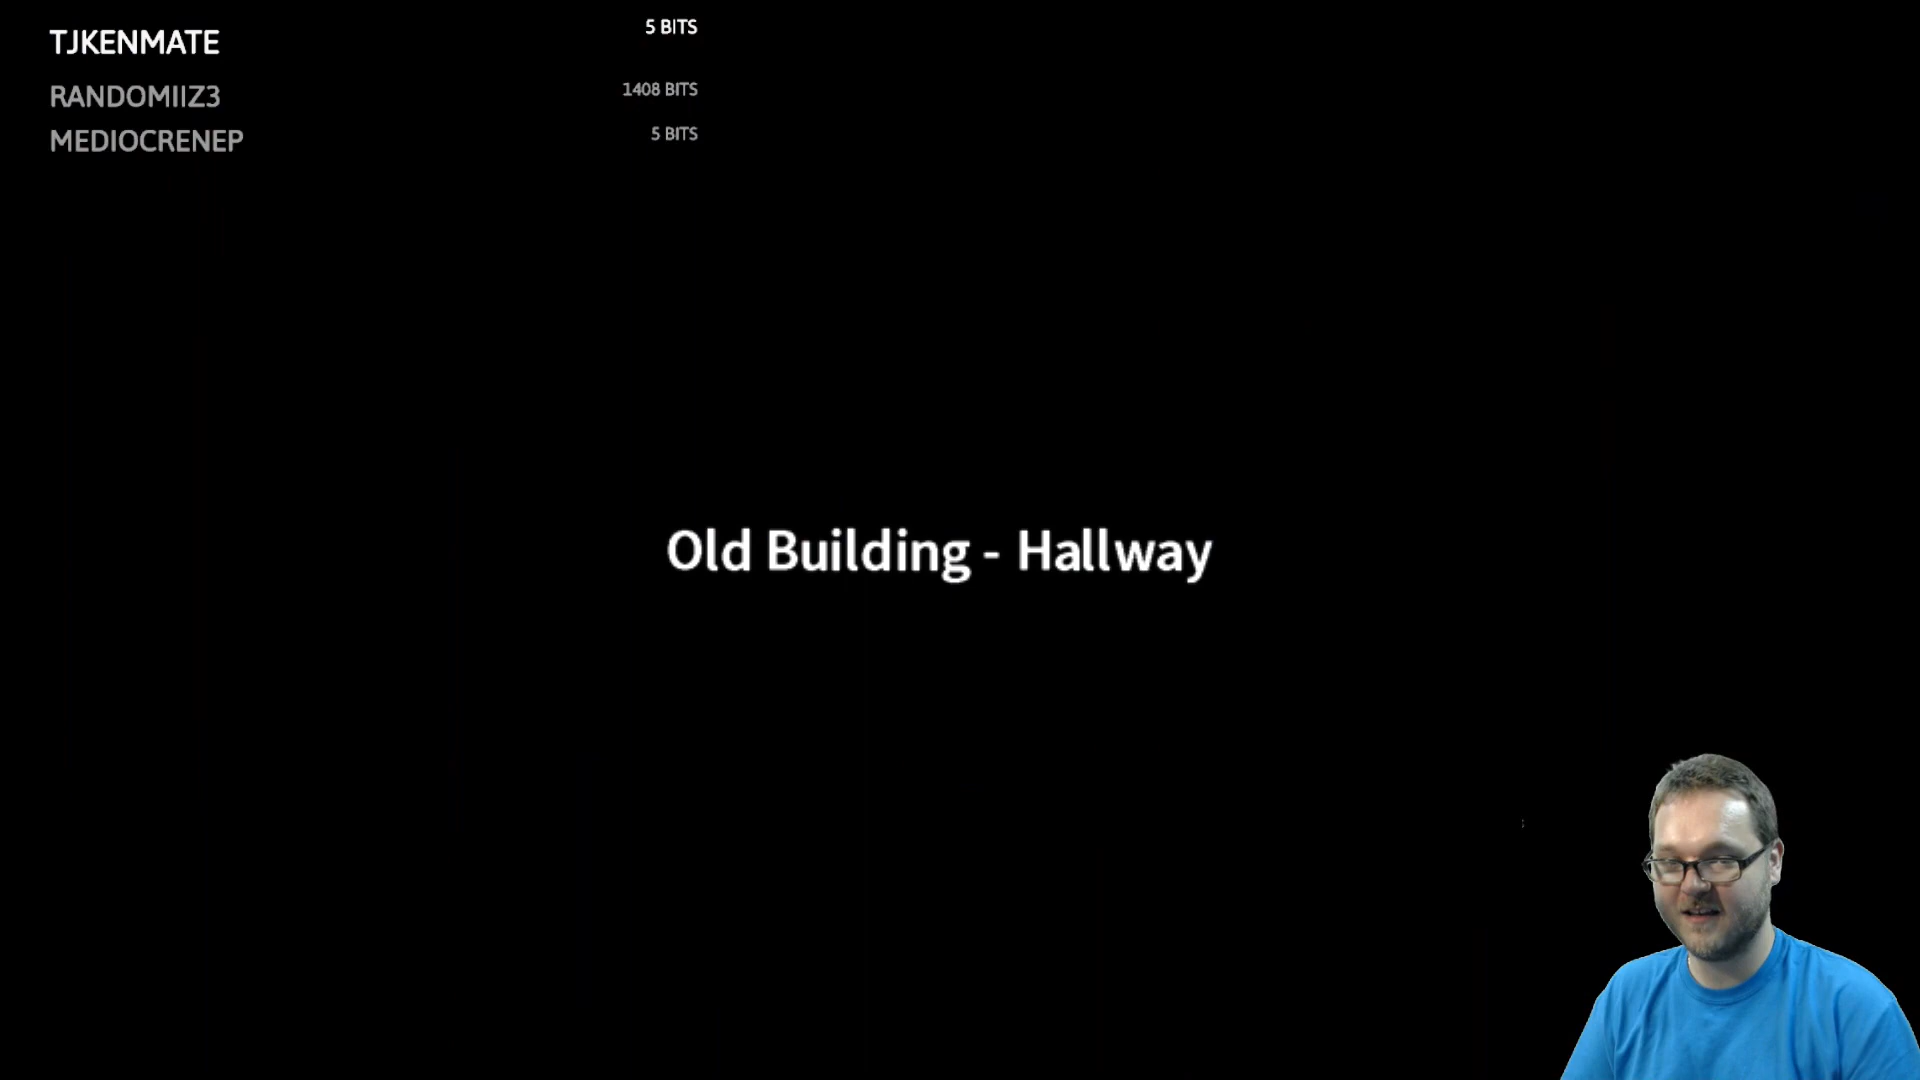 TJKENMATE 5 BITS
RANDOMIIZ3 1408 BITS
MEDIOCRENEP 5 BITS
Old Building - Hallway